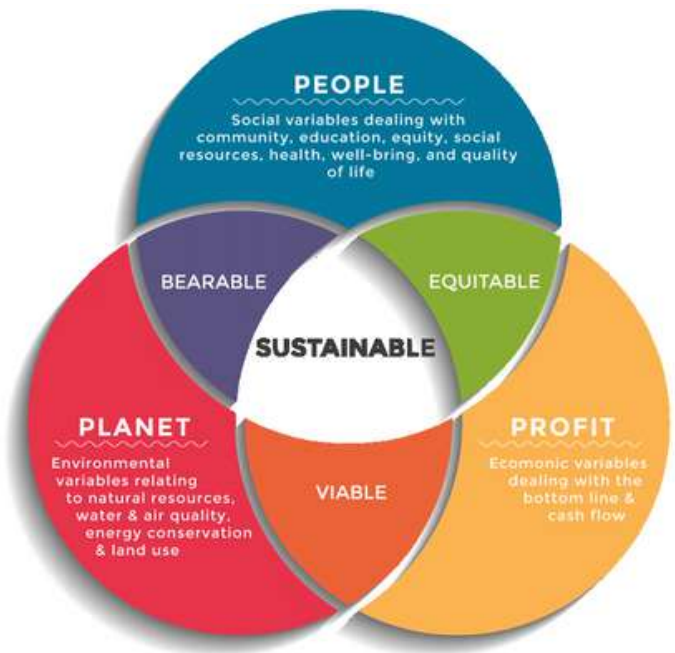 PEOPLE
Social variables dealing with
community, education, equity, social
resources, health, well-bring, and quality
of life
BEARABLE
EQUITABLE
SUSTAINABLE
PLANET
Environmental
variables relating
to natural resources,
water & air quality,
energy conservation
& land use
VIABLE
PROFIT
Ecomonic variables
dealing with the
bottom line &
cash flow